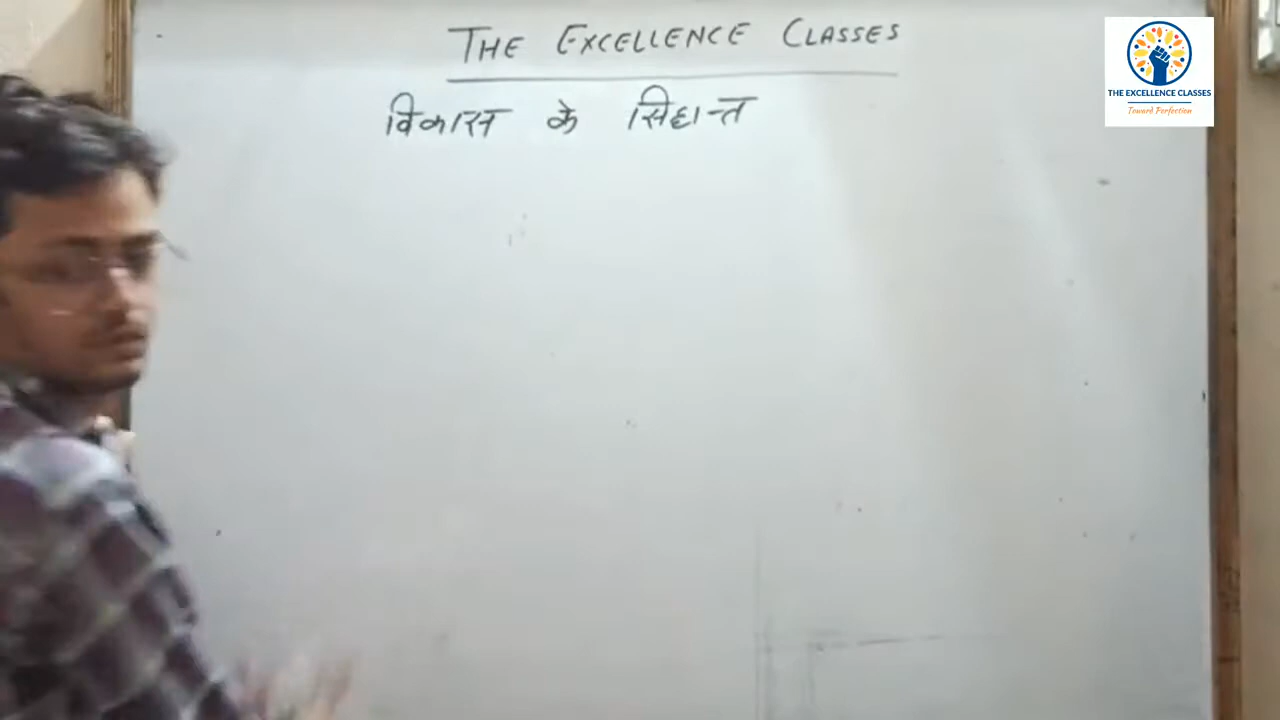 THE EXCELLENCE CLASSES
विकास के सिद्धान्त
THE EXCELLENCE CLASSES
Toward Perfection